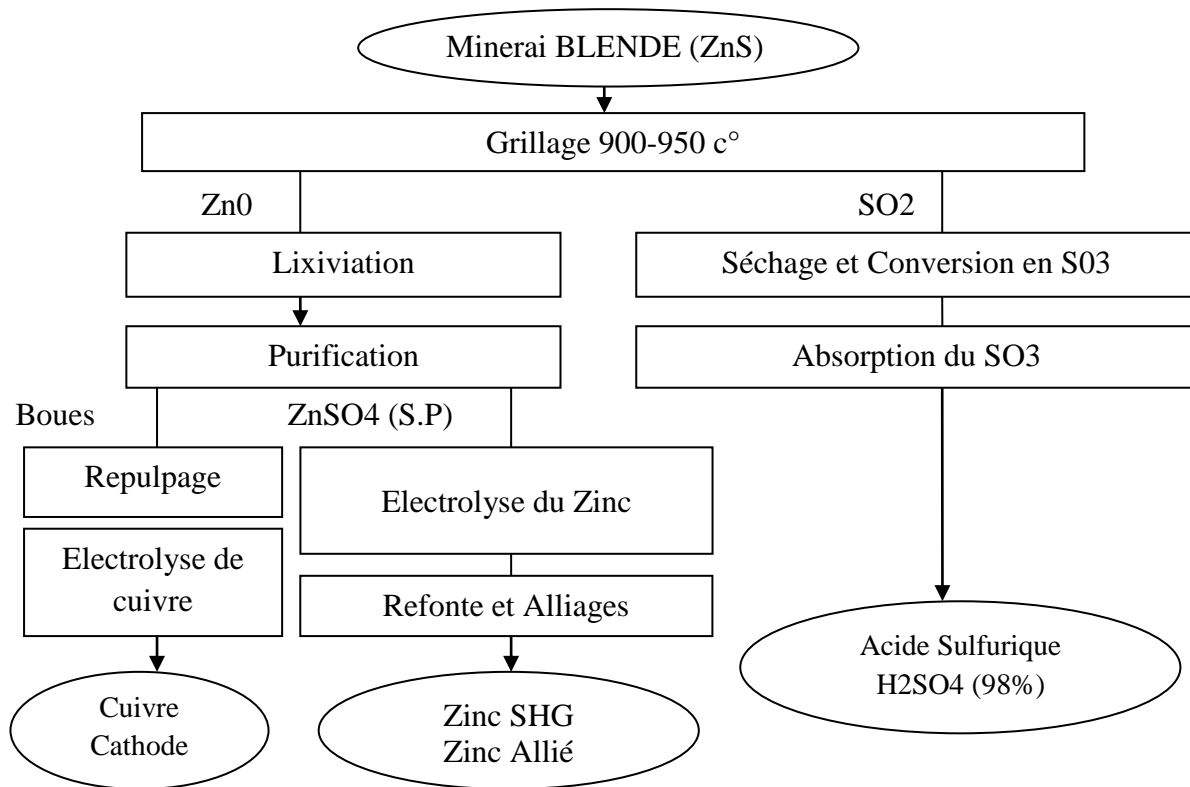 Minerai BLENDE (ZnS)
Grillage 900-950 c°
Zn0
SO2
Lixiviation
Séchage et Conversion en S03
Purification
Absorption du SO3
Boues
ZnSO4 (S.P)
Repulpage
Electrolyse du Zinc
Electrolyse de
cuivre
Refonte et Alliages
Acide Sulfurique
H2SO4 (98%)
Cuivre
Cathode
Zinc SHG
Zinc Allié